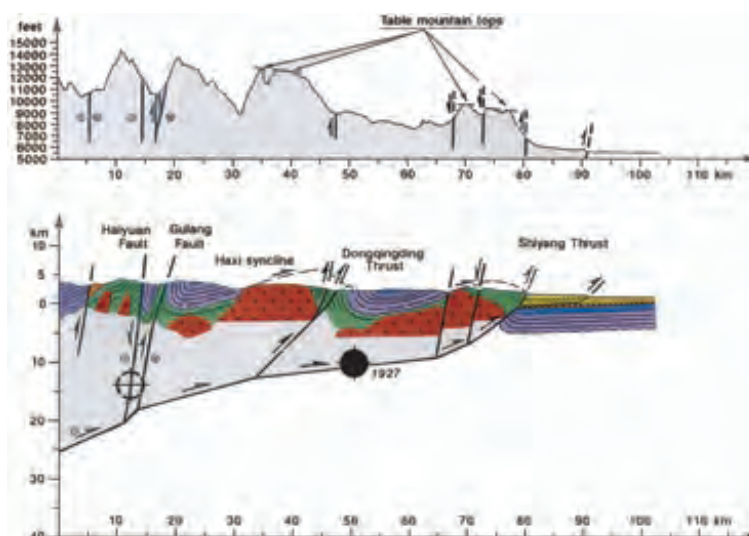 feet
Table mountain tops
15000
14000
13000
12000
11000
10000
9000
8000
7000
6000
5000
0 10 20 30 40 50 60 70 80 90 100 110 km
km
Haiyuan Fault
Gulang Fault
Haxi syncline
Dongqingding Thrust
Shiyang Thrust
10
5
0
10
20
30
40
1927
10 20 30 40 50 60 70 80 90 100 110 km